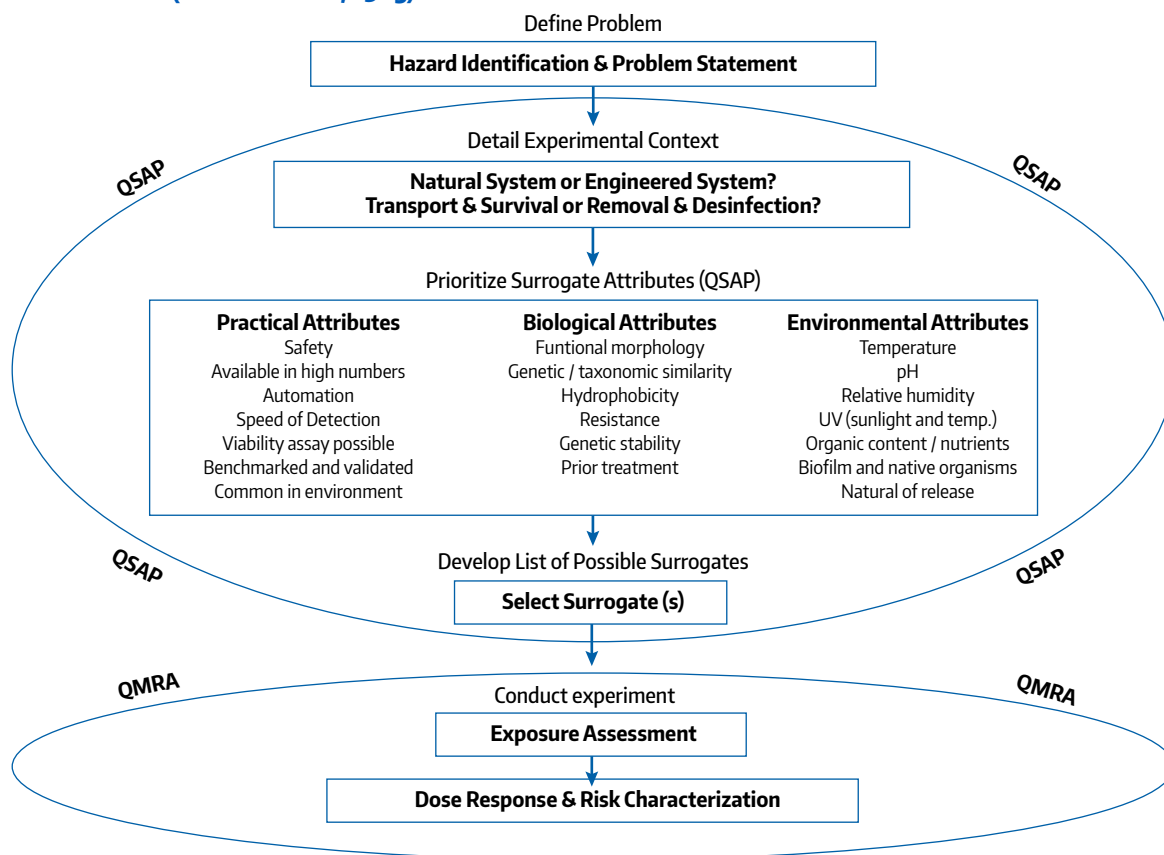 Define Problem
Hazard Identification & Problem Statement
Detail Experimental Context
QSAP
QSAP
Natural System or Engineered System?
Transport & Survival or Removal & Desinfection?
Prioritize Surrogate Attributes (QSAP)
Practical Attributes
Safety
Available in high numbers
Automation
Speed of Detection
Viability assay possible
Benchmarked and validated
Common in environment
Biological Attributes
Funtional morphology
Genetic / taxonomic similarity
Hydrophobicity
Resistance
Genetic stability
Prior treatment
Environmental Attributes
Temperature
pH
Relative humidity
UV (sunlight and temp.)
Organic content / nutrients
Biofilm and native organisms
Natural of release
QSAP
QSAP
Develop List of Possible Surrogates
Select Surrogate (s)
QMRA
QMRA
Conduct experiment
Exposure Assessment
Dose Response & Risk Characterization